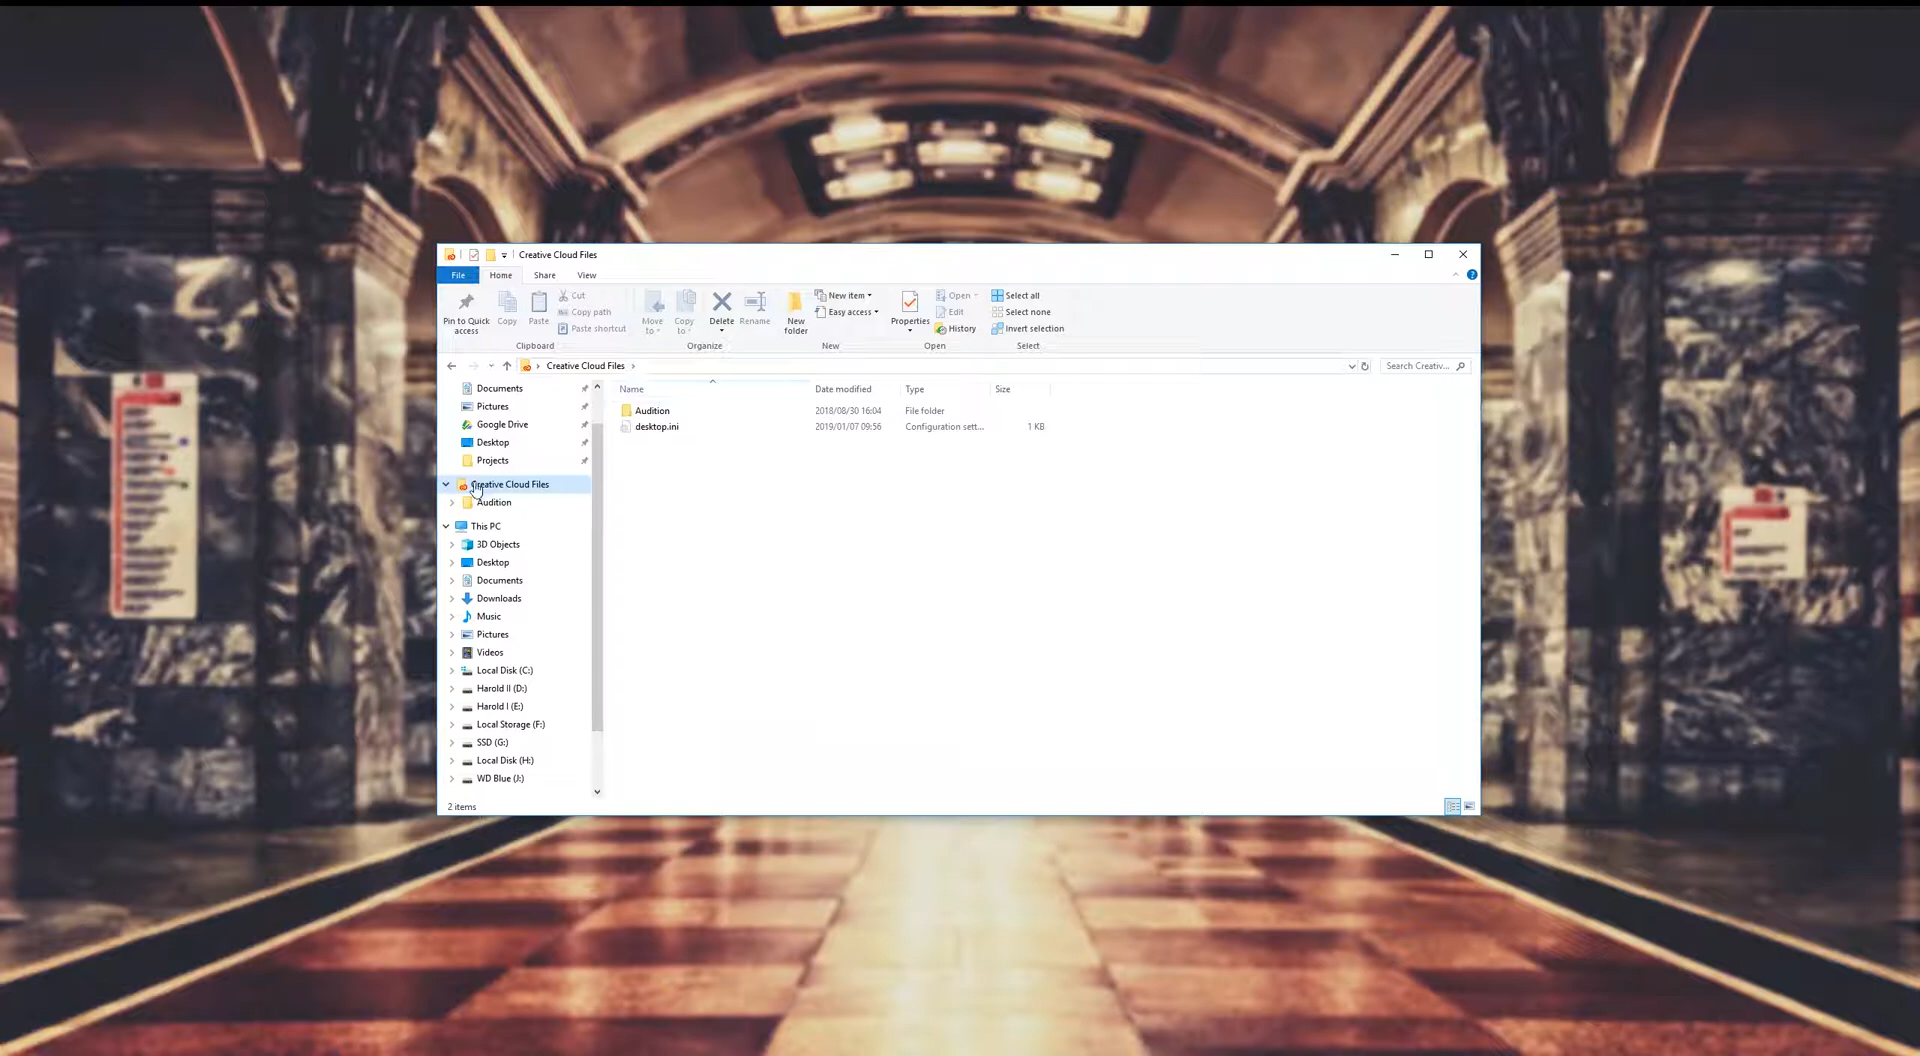 Creative Cloud Files
File Home Share View
Pin to Quick access
Copy
Paste
Cut
Copy path
Paste shortcut
Move to
Copy to
Delete
Rename
New folder
New item
Easy access
Properties
Open
Edit
History
Select all
Select none
Invert selection
Clipboard Organize New Open Select
Creative Cloud Files
Search Creativ...
Name Date modified Type Size
Audition 2018/08/30 16:04 File folder
desktop.ini 2019/01/07 09:56 Configuration sett... 1 KB
Documents
Pictures
Google Drive
Desktop
Projects
Creative Cloud Files
Audition
This PC
3D Objects
Desktop
Documents
Downloads
Music
Pictures
Videos
Local Disk (C:)
Harold II (D:)
Harold I (E:)
Local Storage (F:)
SSD (G:)
Local Disk (H:)
WD Blue (J:)
2 items